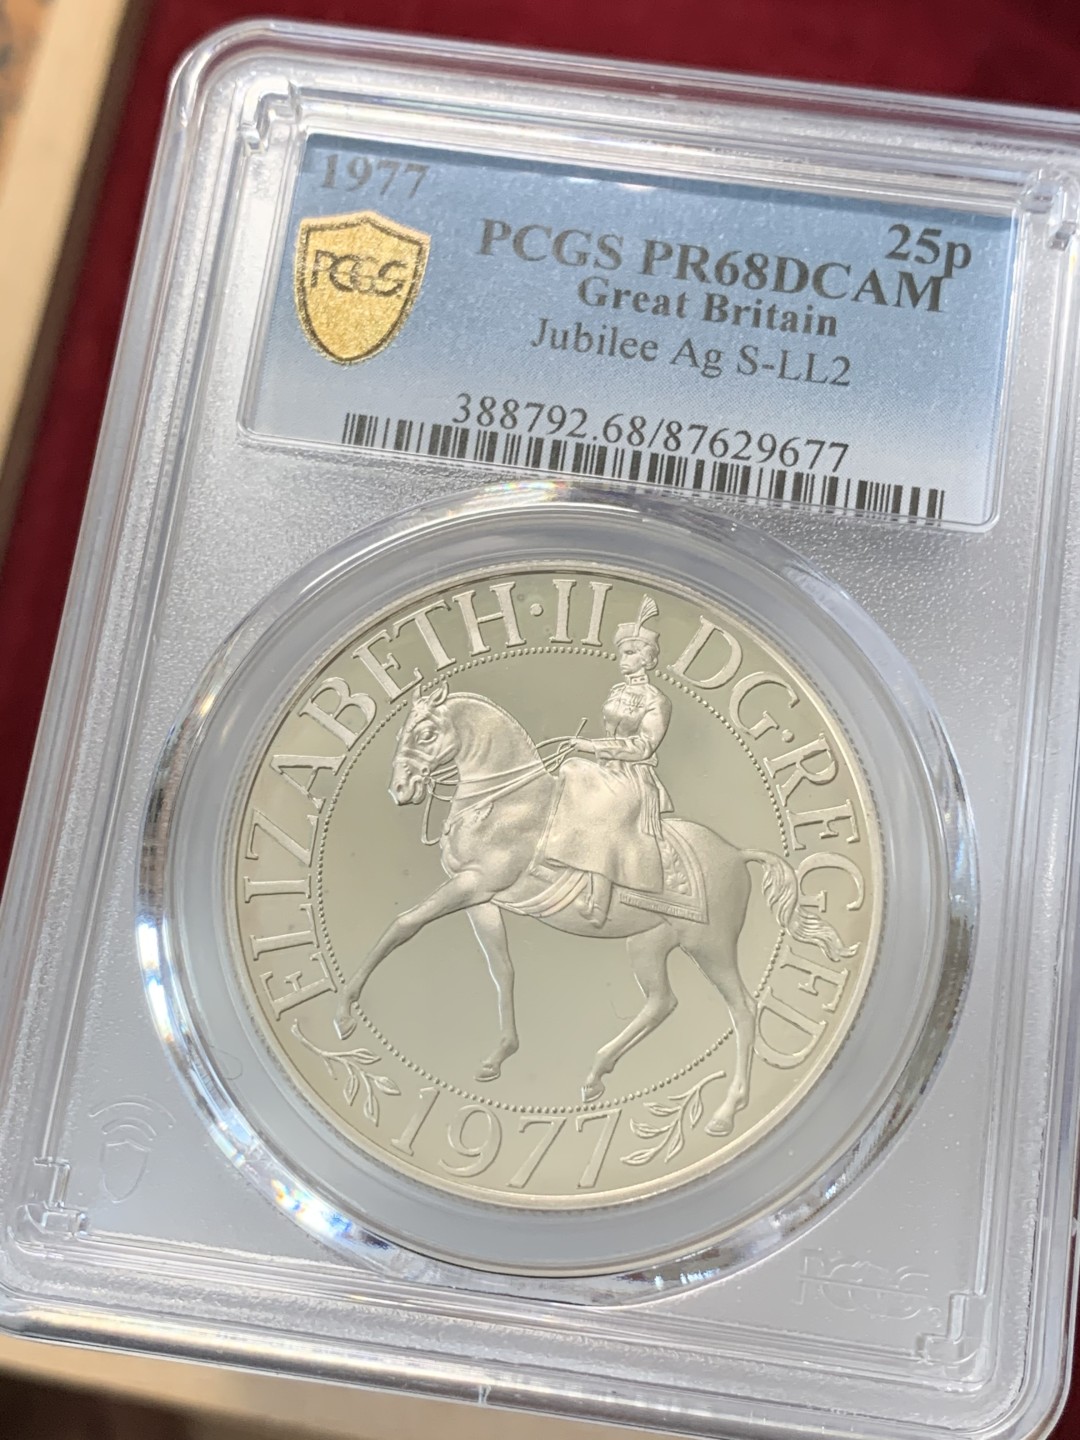 1977
25p
PCGS
PCGS PR68DCAM
Great Britain
Jubilee Ag S-LL2
388792.68/87629677
ELIZABETH·II DG·REG FD
1977
PCGS